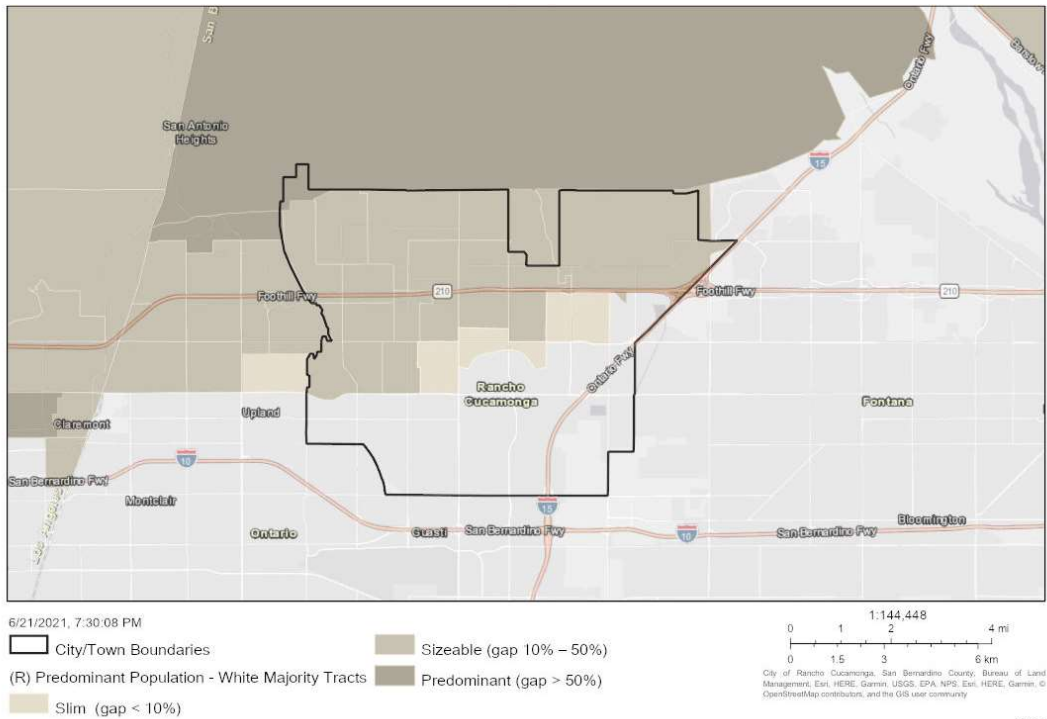 San B
Ontario Fwy
Barstow
San Antonio
Heights
15
Foothill Fwy
210
Foothill Fwy
210
Ontario Fwy
Rancho
Cucamonga
Fontana
Upland
Claremont
10
San Bernardino Fwy
Montclair
15
Ontario
Guasti
San Bernardino Fwy
10
San Bernardino Fwy
Bloomington
6/21/2021, 7:30:08 PM
City/Town Boundaries
(R) Predominant Population - White Majority Tracts
Slim (gap < 10%)
Sizeable (gap 10% – 50%)
Predominant (gap > 50%)
1:144,448
0 1 2 4 mi
0 1.5 3 6 km
City of Rancho Cucamonga, San Bernardino County, Bureau of Land
Management, Esri, HERE, Garmin, USGS, EPA, NPS, Esri, HERE, Garmin, ©
OpenStreetMap contributors, and the GIS user community